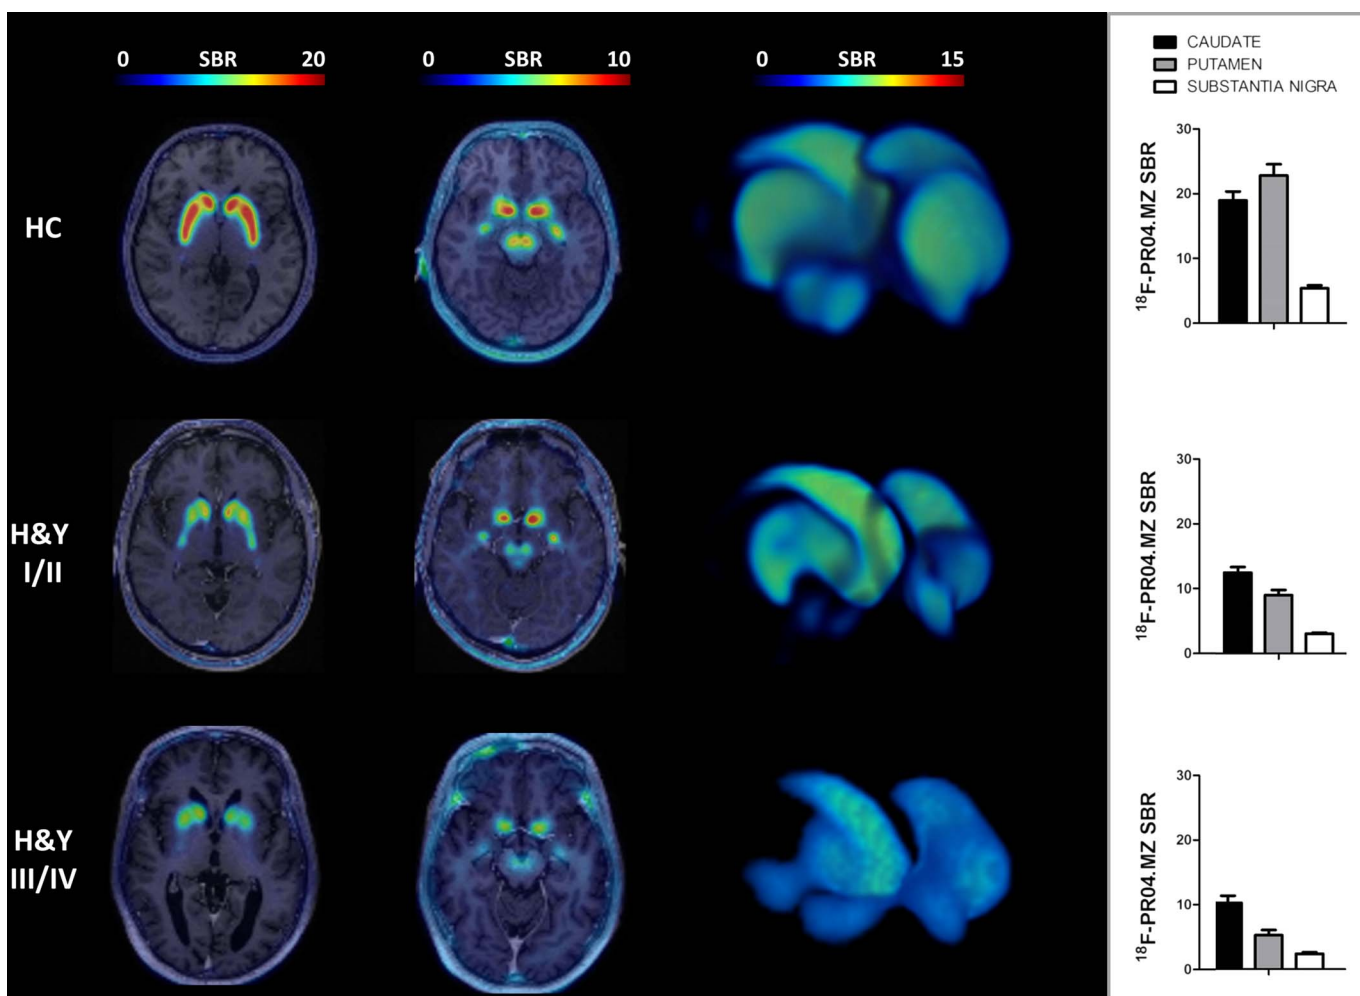 0 SBR 20
0 SBR 10
0 SBR 15
CAUDATE
PUTAMEN
SUBSTANTIA NIGRA
HC
18F-PR04.MZ SBR
30
20
10
0
H&Y
I/II
18F-PR04.MZ SBR
30
20
10
0
H&Y
III/IV
18F-PR04.MZ SBR
30
20
10
0